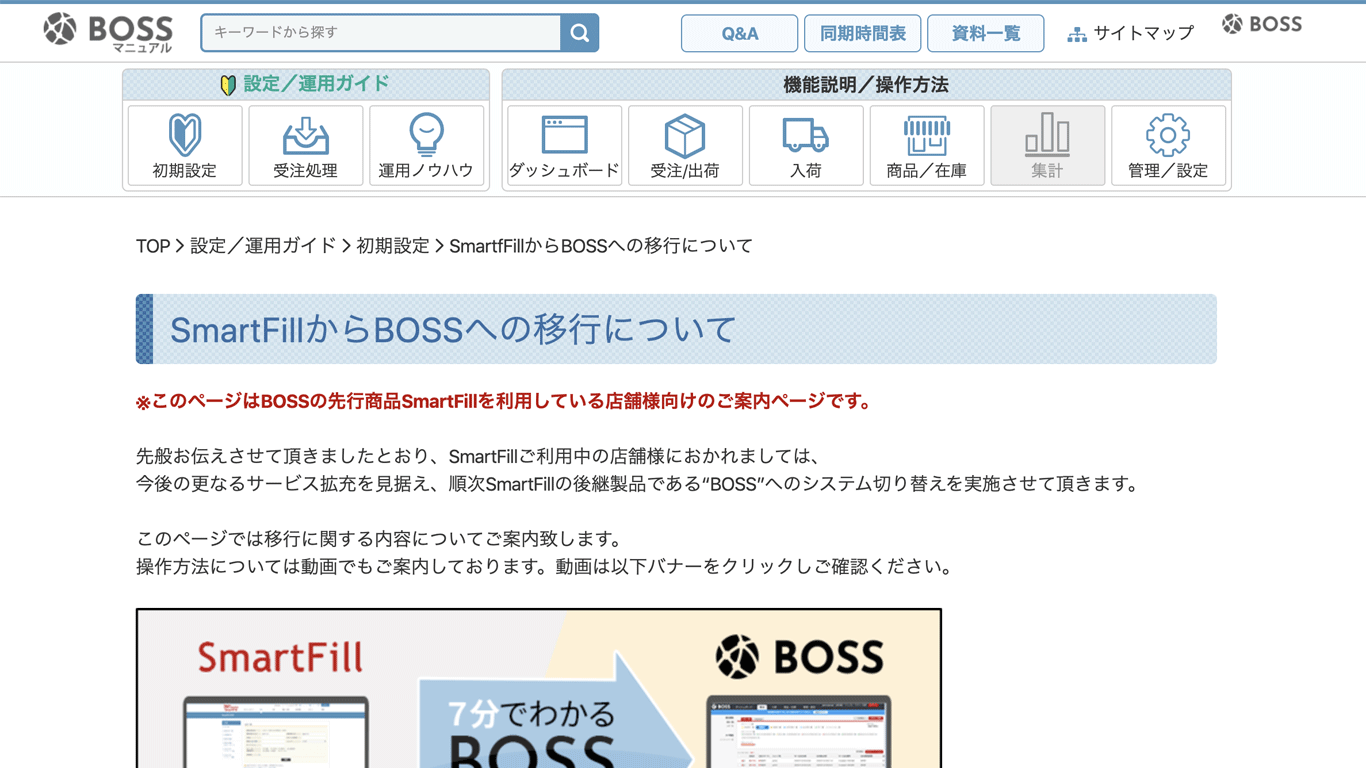 BOSS
マニュアル
キーワードから探す
Q&A
同期時間表
資料一覧
サイトマップ
BOSS
設定／運用ガイド
機能説明／操作方法
初期設定
受注処理
運用ノウハウ
ダッシュボード
受注/出荷
入荷
商品／在庫
集計
管理／設定
TOP > 設定／運用ガイド > 初期設定 > SmartfFillからBOSSへの移行について
SmartFillからBOSSへの移行について
※このページはBOSSの先行商品SmartFillを利用している店舗様向けのご案内ページです。
先般お伝えさせて頂きましたとおり、SmartFillご利用中の店舗様におかれましては、
今後の更なるサービス拡充を見据え、順次SmartFillの後継製品である“BOSS”へのシステム切り替えを実施させて頂きます。
このページでは移行に関する内容についてご案内致します。
操作方法については動画でもご案内しております。動画は以下バナーをクリックしご確認ください。
SmartFill
BOSS
7分でわかる
BOSS